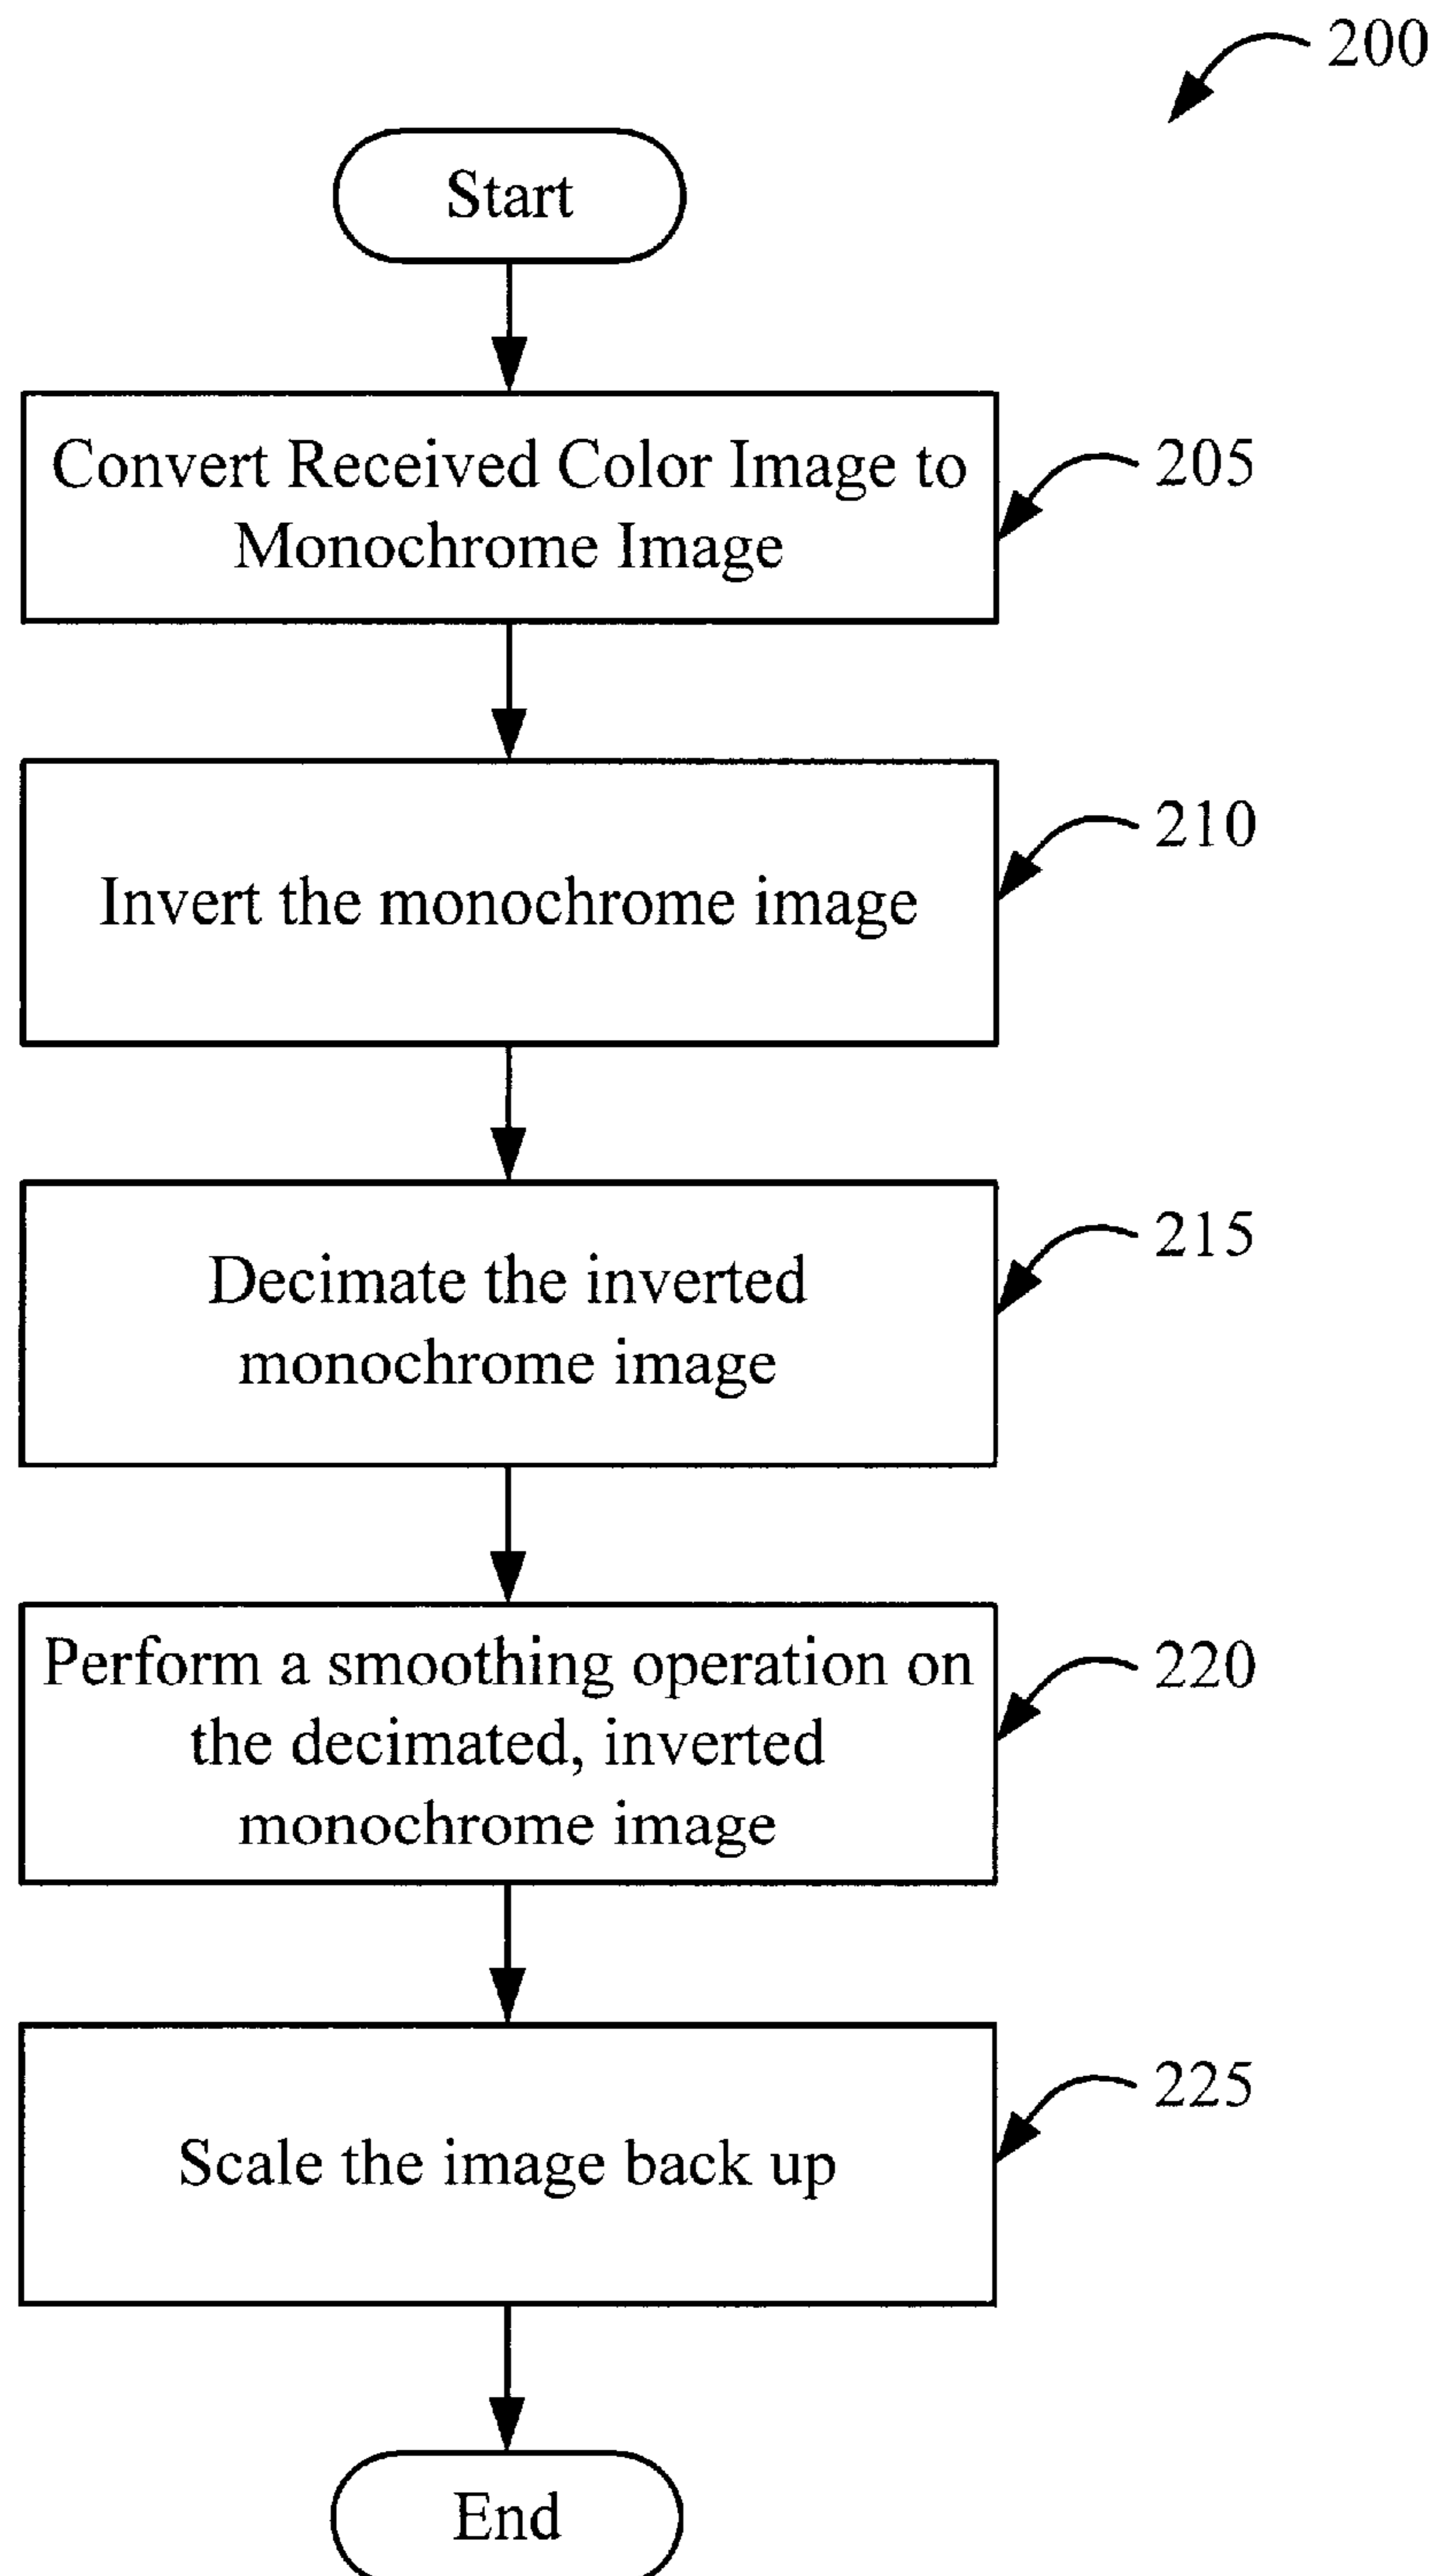 200
Start
Convert Received Color Image to
Monochrome Image
205
Invert the monochrome image
210
Decimate the inverted
monochrome image
215
Perform a smoothing operation on
the decimated, inverted
monochrome image
220
Scale the image back up
225
End